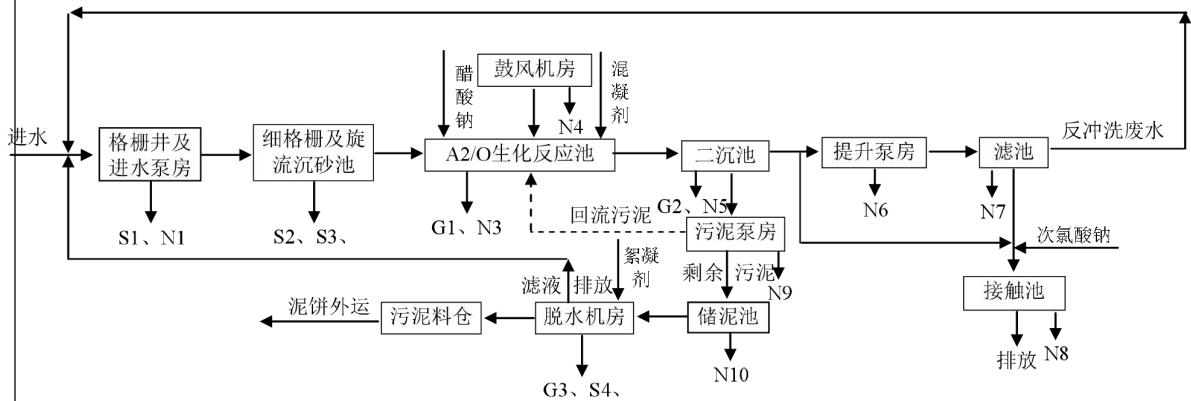 进水
格栅井及
进水泵房
S1、N1
细格栅及旋
流沉砂池
S2、S3、
醋
酸
钠
鼓风机房
N4
混
凝
剂
A2/O生化反应池
G1、N3
二沉池
G2、N5
提升泵房
N6
滤池
N7
反冲洗废水
回流污泥
污泥泵房
N9
剩余 污泥
次氯酸钠
接触池
排放
N8
滤液 排放
絮凝
剂
泥饼外运
污泥料仓
脱水机房
储泥池
G3、S4、
N10